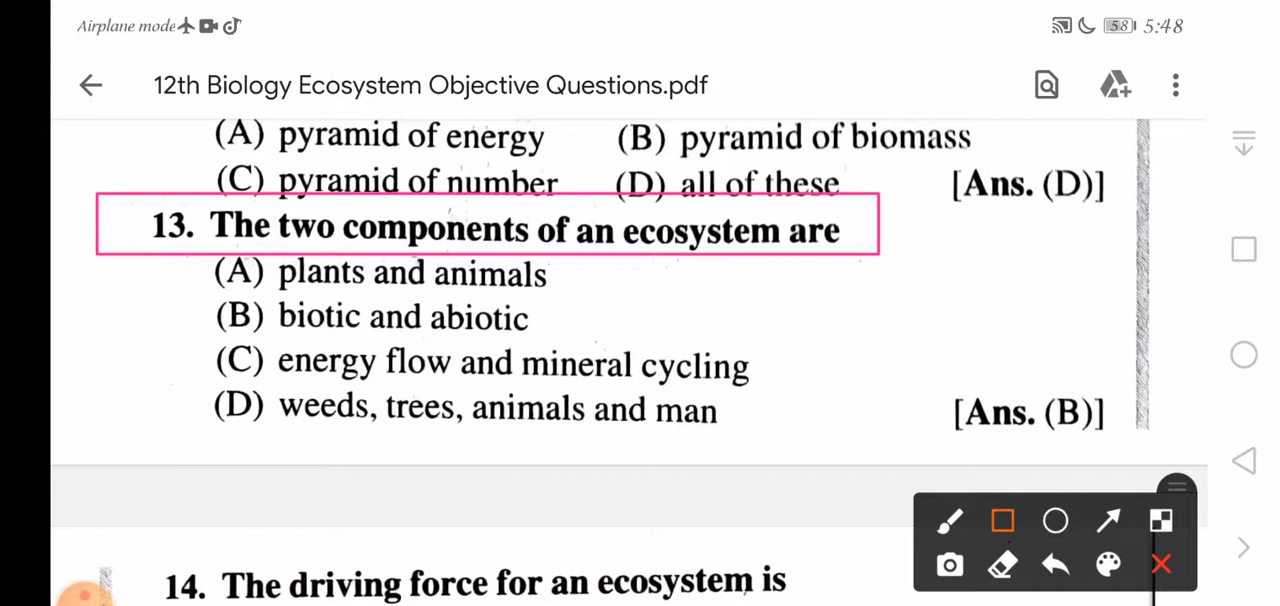 Airplane mode 58 5:48
12th Biology Ecosystem Objective Questions.pdf
(A) pyramid of energy (B) pyramid of biomass
(C) pyramid of number (D) all of these [Ans. (D)]
13. The two components of an ecosystem are
(A) plants and animals
(B) biotic and abiotic
(C) energy flow and mineral cycling
(D) weeds, trees, animals and man [Ans. (B)]
14. The driving force for an ecosystem is